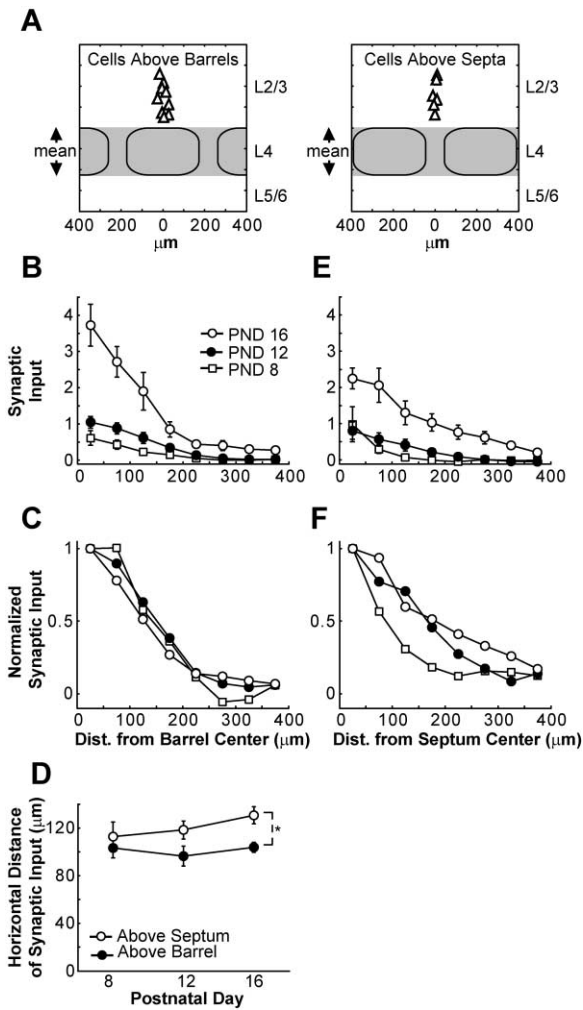 A
Cells Above Barrels
Cells Above Septa
L2/3
L2/3
mean
L4
mean
L4
L5/6
L5/6
400 200 0 200 400
400 200 0 200 400
μm
μm
B
E
4
3
2
1
0
Synaptic
Input
PND 16
PND 12
PND 8
4
3
2
1
0
0 100 200 300 400
0 100 200 300 400
C
F
1
0.5
0
Normalized
Synaptic Input
1
0.5
0
0 100 200 300 400
0 100 200 300 400
Dist. from Barrel Center (μm)
Dist. from Septum Center (μm)
D
Horizontal Distance
of Synaptic Input (μm)
120
80
40
0
*
Above Septum
Above Barrel
8 12 16
Postnatal Day